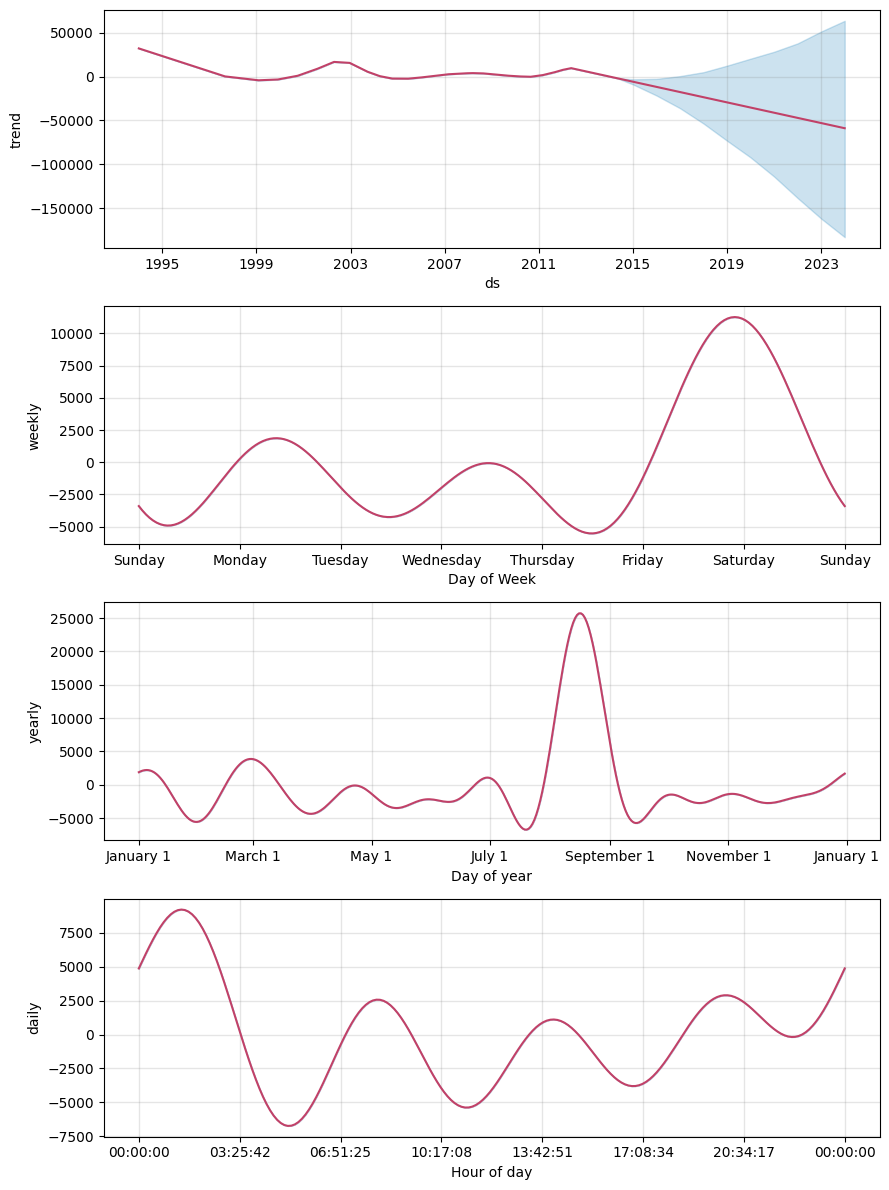 50000
0
−50000
−100000
−150000
trend
1995 1999 2003 2007 2011 2015 2019 2023
ds
10000
7500
5000
2500
0
−2500
−5000
weekly
Sunday Monday Tuesday Wednesday Thursday Friday Saturday Sunday
Day of Week
25000
20000
15000
10000
5000
0
−5000
yearly
January 1 March 1 May 1 July 1 September 1 November 1 January 1
Day of year
7500
5000
2500
0
−2500
−5000
−7500
daily
00:00:00 03:25:42 06:51:25 10:17:08 13:42:51 17:08:34 20:34:17 00:00:00
Hour of day